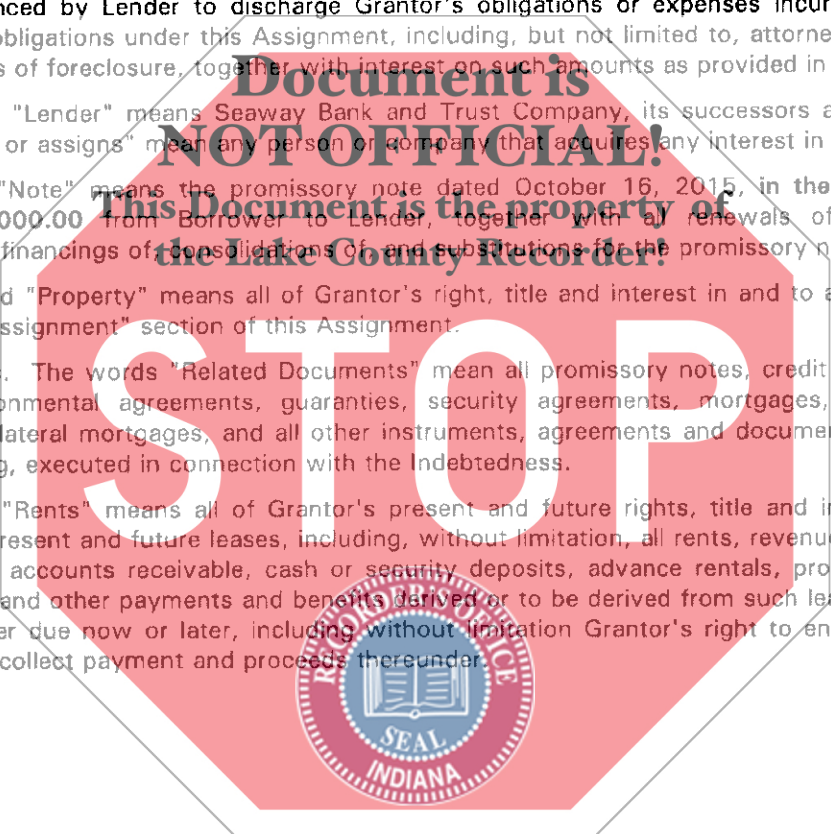 nced by Lender to discharge Grantor's obligations or expenses incur
obligations under this Assignment, including, but not limited to, attorne
s of foreclosure, together with interest on such amounts as provided in
Document is
"Lender" means Seaway Bank and Trust Company, its successors a
or assigns" mean any person or company that acquires any interest in
NOT OFFICIAL!
"Note" means the promissory note dated October 16, 2015, in the
000.00 from Borrower to Lender, together with all renewals of
This Document is the property of
financings of, consolidations of, and substitutions for the promissory n
the Lake County Recorder!
d "Property" means all of Grantor's right, title and interest in and to a
ssignment" section of this Assignment.
STOP
s. The words "Related Documents" mean all promissory notes, credit
onmental agreements, guaranties, security agreements, mortgages,
lateral mortgages, and all other instruments, agreements and documen
g, executed in connection with the Indebtedness.
"Rents" means all of Grantor's present and future rights, title and i
resent and future leases, including, without limitation, all rents, revenu
accounts receivable, cash or security deposits, advance rentals, pro
and other payments and benefits derived or to be derived from such lea
er due now or later, including without limitation Grantor's right to en
collect payment and proceeds thereunder.
RECORDER'S OFFICE
SEAL
INDIANA